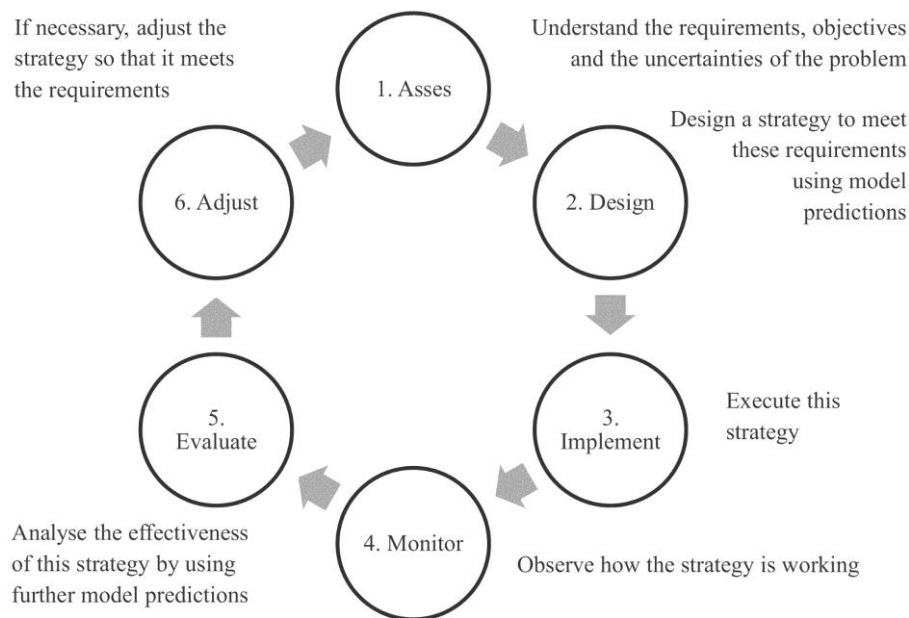 If necessary, adjust the
strategy so that it meets
the requirements
1. Asses
Understand the requirements, objectives
and the uncertainties of the problem
Design a strategy to meet
these requirements
using model
predictions
2. Design
3.
Implement
Execute this
strategy
4. Monitor
Observe how the strategy is working
5.
Evaluate
Analyse the effectiveness
of this strategy by using
further model predictions
6. Adjust